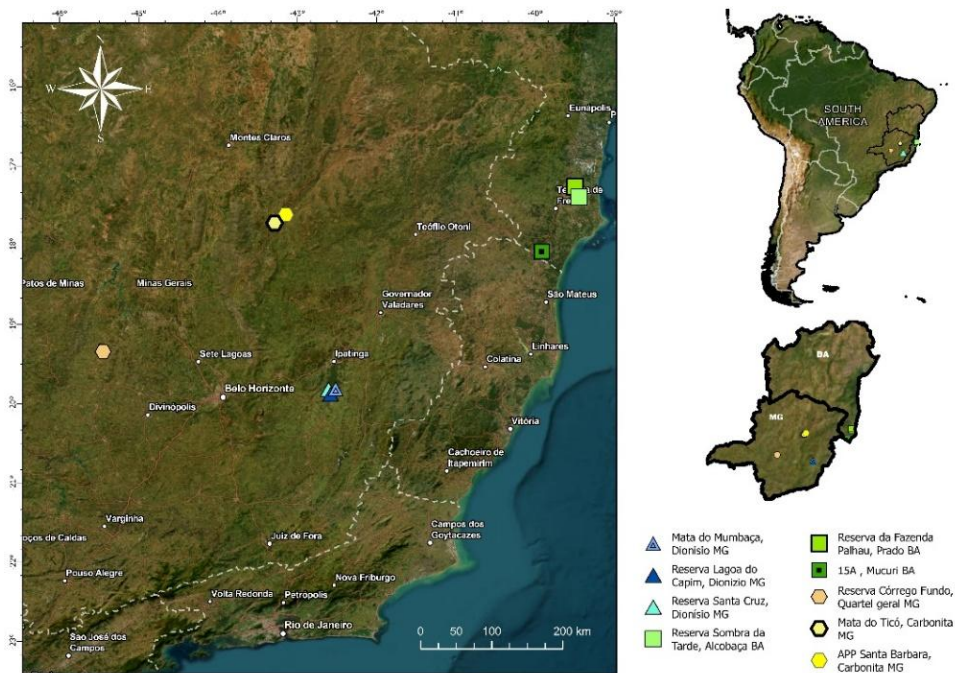 -46° -45° -44° -43° -42° -41° -40° -39°
N
W E
S
Eunapolis
P
Montes Claros
Teófilo Otoni
Patos de Minas
Minas Gerais
Governador
Valadares
São Mateus
Sete Lagoas
Ipatinga
Linhares
Colatina
Belo Horizonte
Divinópolis
Vitória
Cachoeiro de
Itapemirim
Varginha
oços de Caldas
Juiz de Fora
Campos dos
Goytacazes
Pouso Alegre
Nova Friburgo
Volta Redonda
Petrópolis
Rio de Janeiro
São José dos
Campos
0 50 100 200 km
16°
17°
18°
19°
20°
21°
22°
23°
SOUTH
AMERICA
BA
MG
Mata do Mumbaça,
Dionisio MG
Reserva Lagoa do
Capim, Dionizio MG
Reserva Santa Cruz,
Dionísio MG
Reserva Sombra da
Tarde, Alcobaça BA
Reserva da Fazenda
Palhau, Prado BA
15A , Mucuri BA
Reserva Córrego Fundo,
Quartel geral MG
Mata do Ticó, Carbonita
MG
APP Santa Barbara,
Carbonita MG